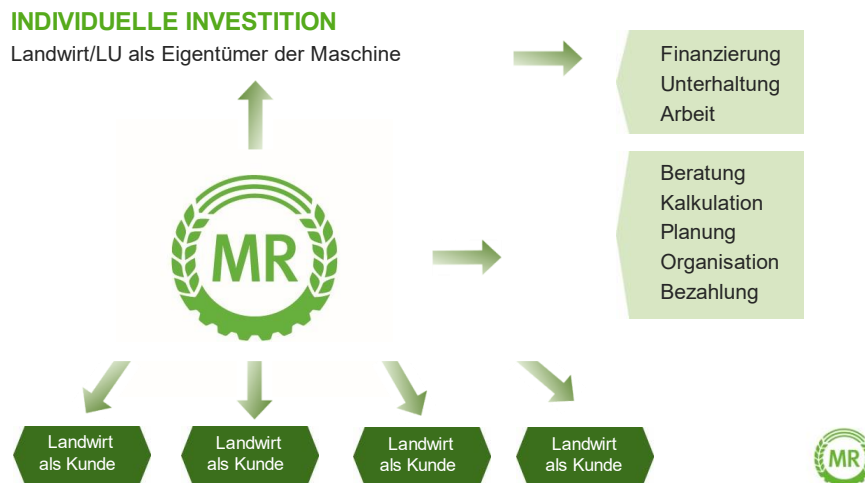 INDIVIDUELLE INVESTITION
Landwirt/LU als Eigentümer der Maschine
Finanzierung
Unterhaltung
Arbeit
MR
Beratung
Kalkulation
Planung
Organisation
Bezahlung
Landwirt
als Kunde
Landwirt
als Kunde
Landwirt
als Kunde
Landwirt
als Kunde
MR